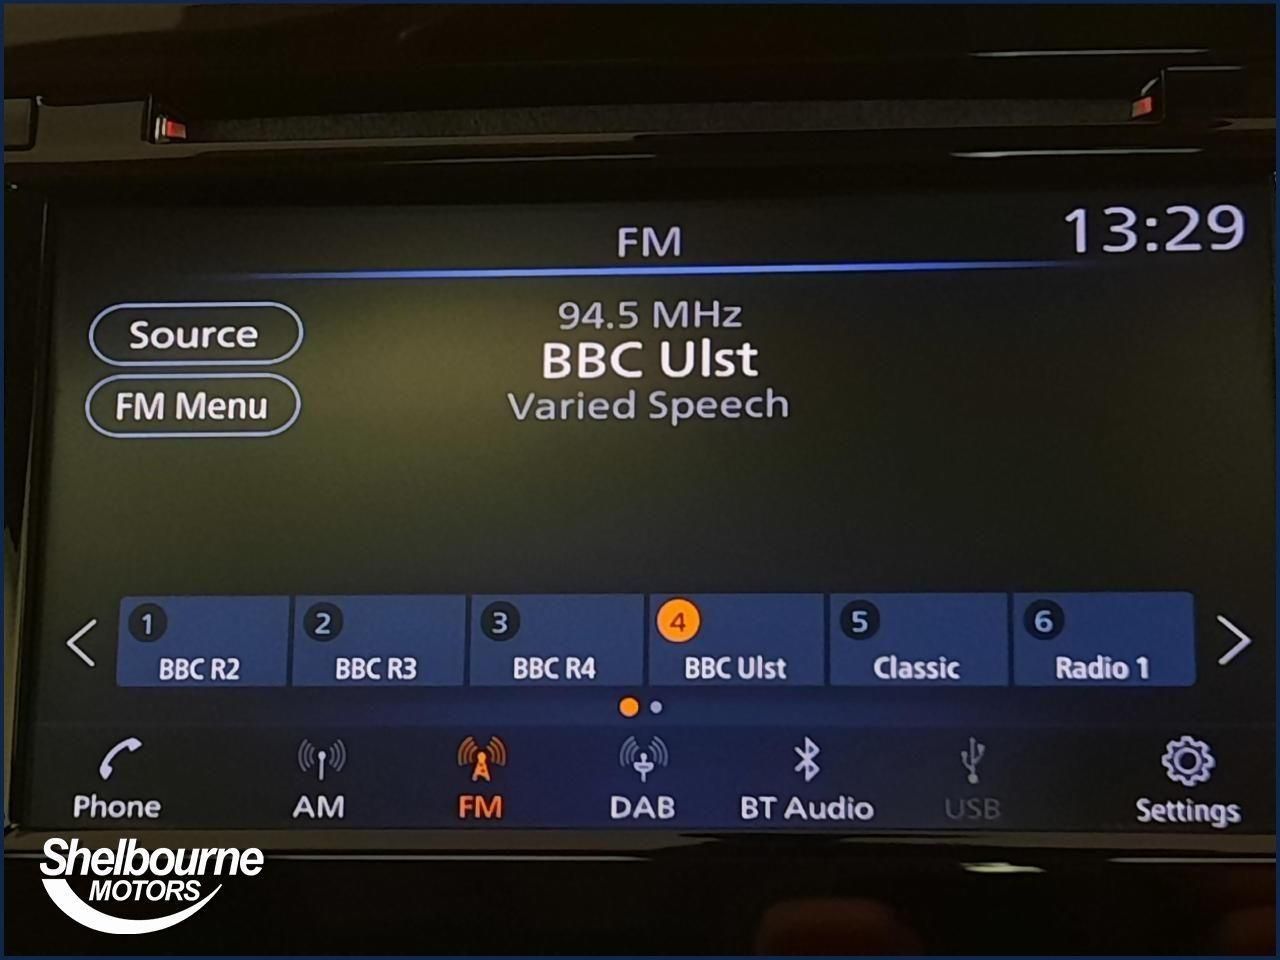 FM
13:29
Source
FM Menu
94.5 MHz
BBC Ulst
Varied Speech
1
BBC R2
2
BBC R3
3
BBC R4
4
BBC Ulst
5
Classic
6
Radio 1
Phone
AM
FM
DAB
BT Audio
USB
Settings
Shelbourne
MOTORS